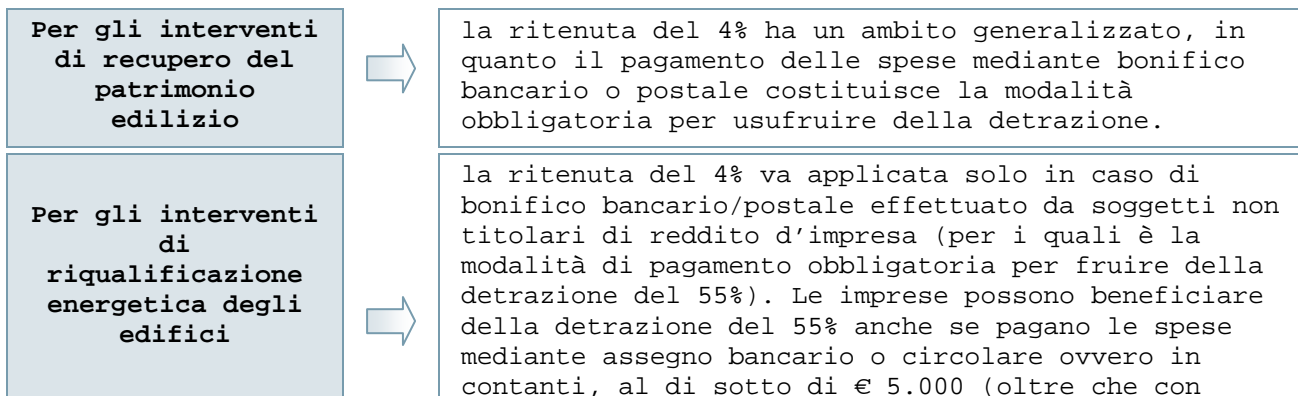 Per gli interventi
di recupero del
patrimonio
edilizio
la ritenuta del 4% ha un ambito generalizzato, in
quanto il pagamento delle spese mediante bonifico
bancario o postale costituisce la modalità
obbligatoria per usufruire della detrazione.
Per gli interventi
di
riqualificazione
energetica degli
edifici
la ritenuta del 4% va applicata solo in caso di
bonifico bancario/postale effettuato da soggetti non
titolari di reddito d’impresa (per i quali è la
modalità di pagamento obbligatoria per fruire della
detrazione del 55%). Le imprese possono beneficiare
della detrazione del 55% anche se pagano le spese
mediante assegno bancario o circolare ovvero in
contanti, al di sotto di € 5.000 (oltre che con